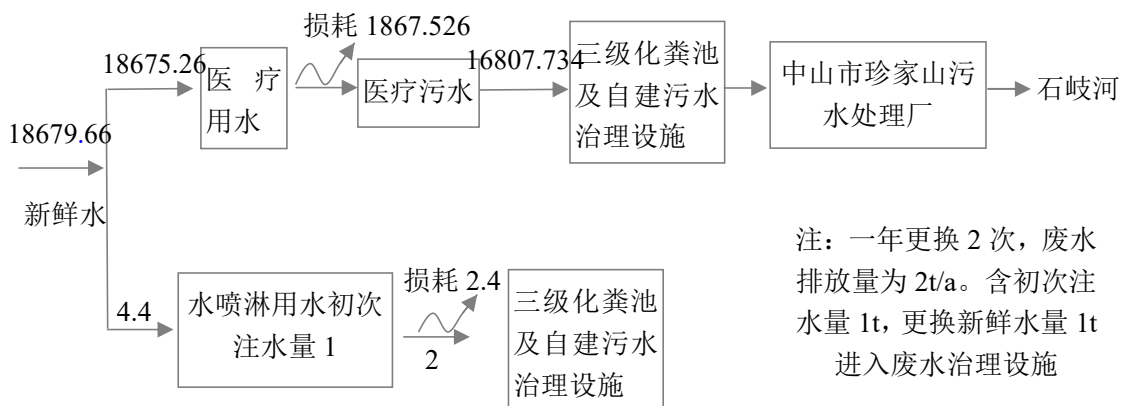 损耗 1867.526
18675.26
医 疗
用水
医疗污水
16807.734
三级化粪池
及自建污水
治理设施
中山市珍家山污
水处理厂
石岐河
18679.66
新鲜水
4.4
水喷淋用水初次
注水量 1
损耗 2.4
2
三级化粪池
及自建污水
治理设施
注：一年更换 2 次，废水
排放量为 2t/a。含初次注
水量 1t，更换新鲜水量 1t
进入废水治理设施